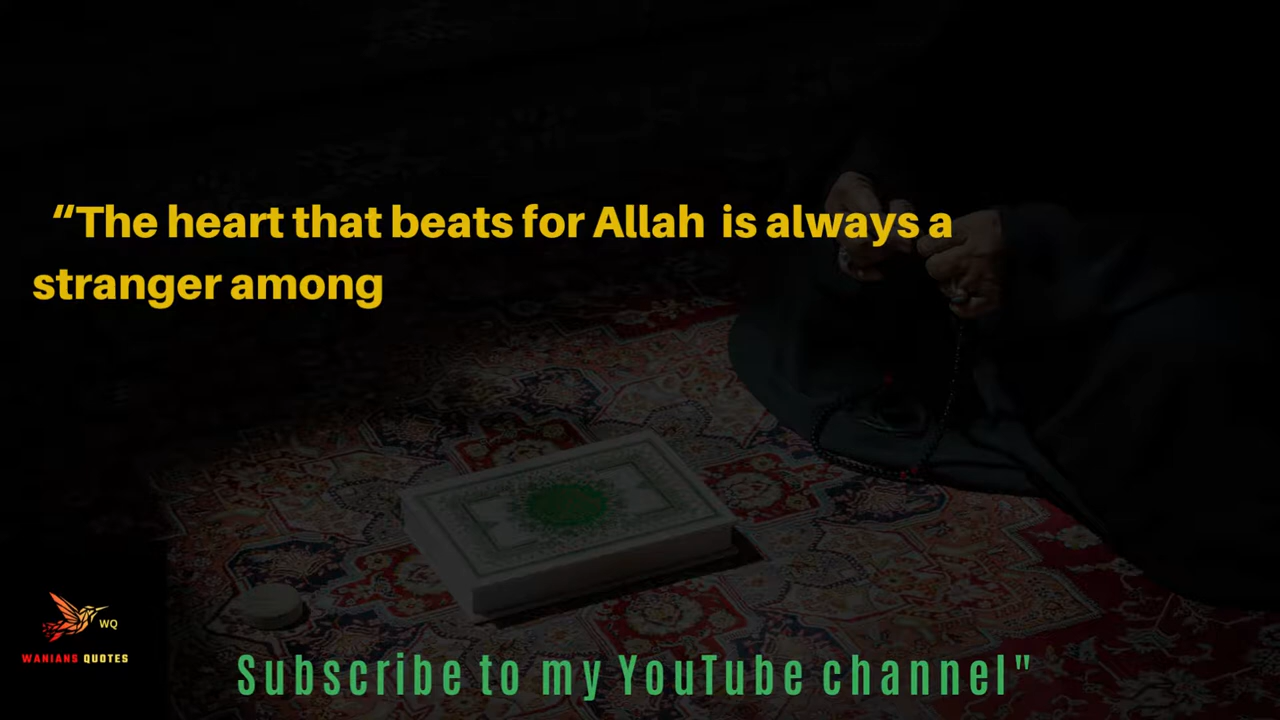 “The heart that beats for Allah is always a
stranger among
WQ
WANIANS QUOTES
Subscribe to my YouTube channel"